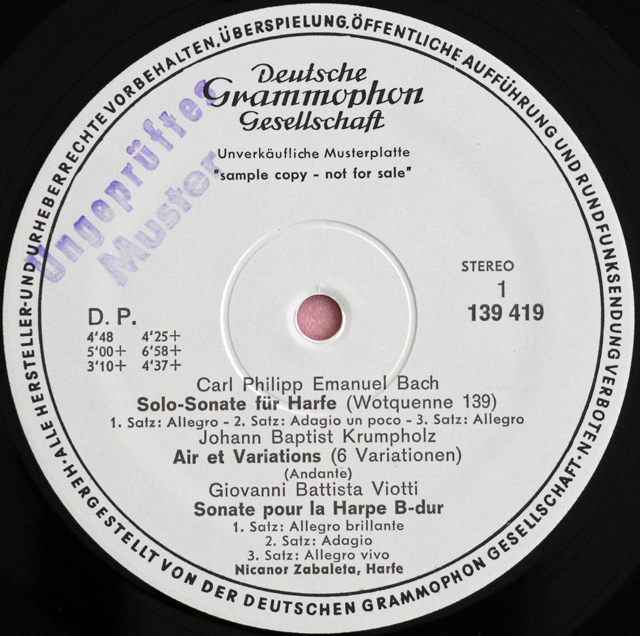 ALLE HERSTELLER-UND URHEBERRECHTE VORBEHALTEN, ÜBERSPIELUNG, ÖFFENTLICHE AUFFÜHRUNG UND RUNDFUNKSENDUNG VERBOTEN·
Deutsche
Grammophon
Gesellschaft
Unverkäufliche Musterplatte
"sample copy - not for sale"
Ungeprüftes
Muster
STEREO
1
139 419
D. P.
4'48 4'25+
5'00+ 6'58+
3'10+ 4'37+
Carl Philipp Emanuel Bach
Solo-Sonate für Harfe (Wotquenne 139)
1. Satz: Allegro - 2. Satz: Adagio un poco - 3. Satz: Allegro
Johann Baptist Krumpholz
Air et Variations (6 Variationen)
(Andante)
Giovanni Battista Viotti
Sonate pour la Harpe B-dur
1. Satz: Allegro brillante
2. Satz: Adagio
3. Satz: Allegro vivo
Nicanor Zabaleta, Harfe
HERGESTELLT VON DER DEUTSCHEN GRAMMOPHON GESELLSCHAFT·